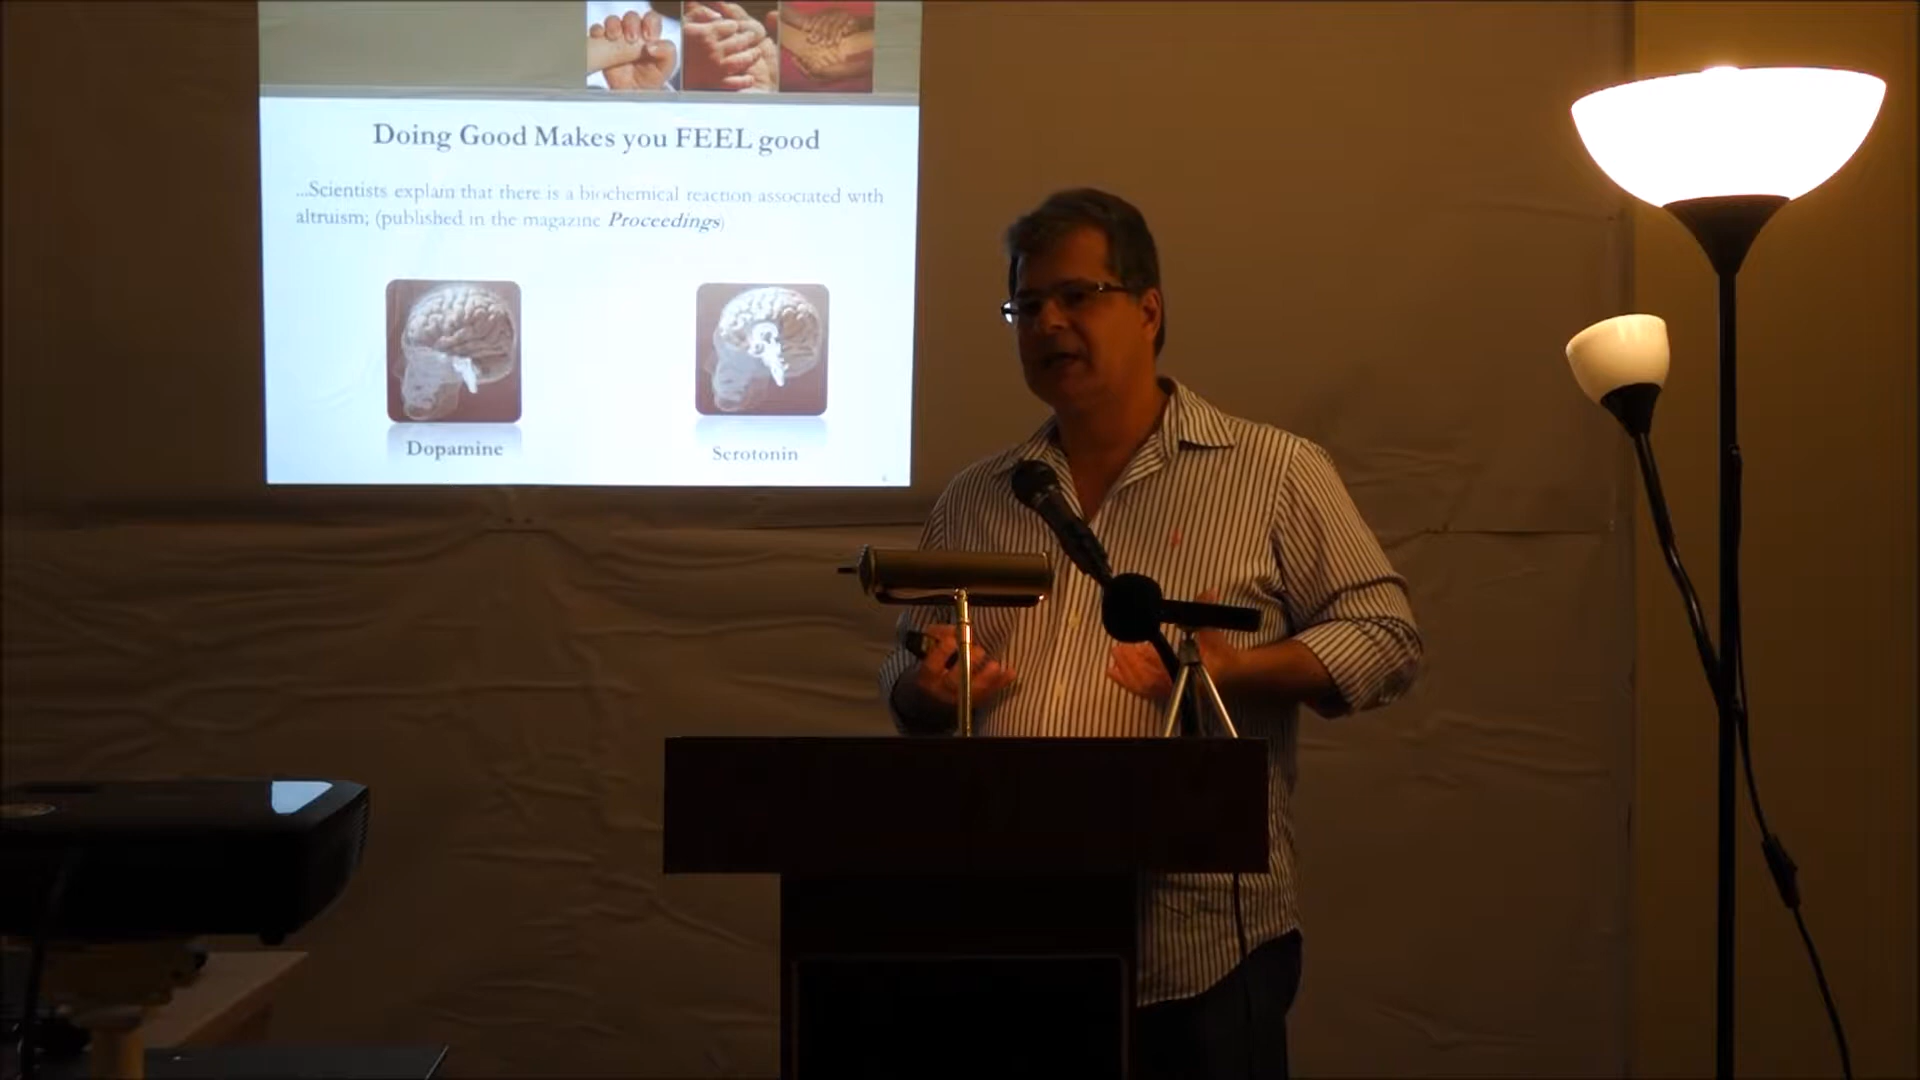 Doing Good Makes you FEEL good
...Scientists explain that there is a biochemical reaction associated with
altruism; (published in the magazine Proceedings)
Dopamine
Serotonin